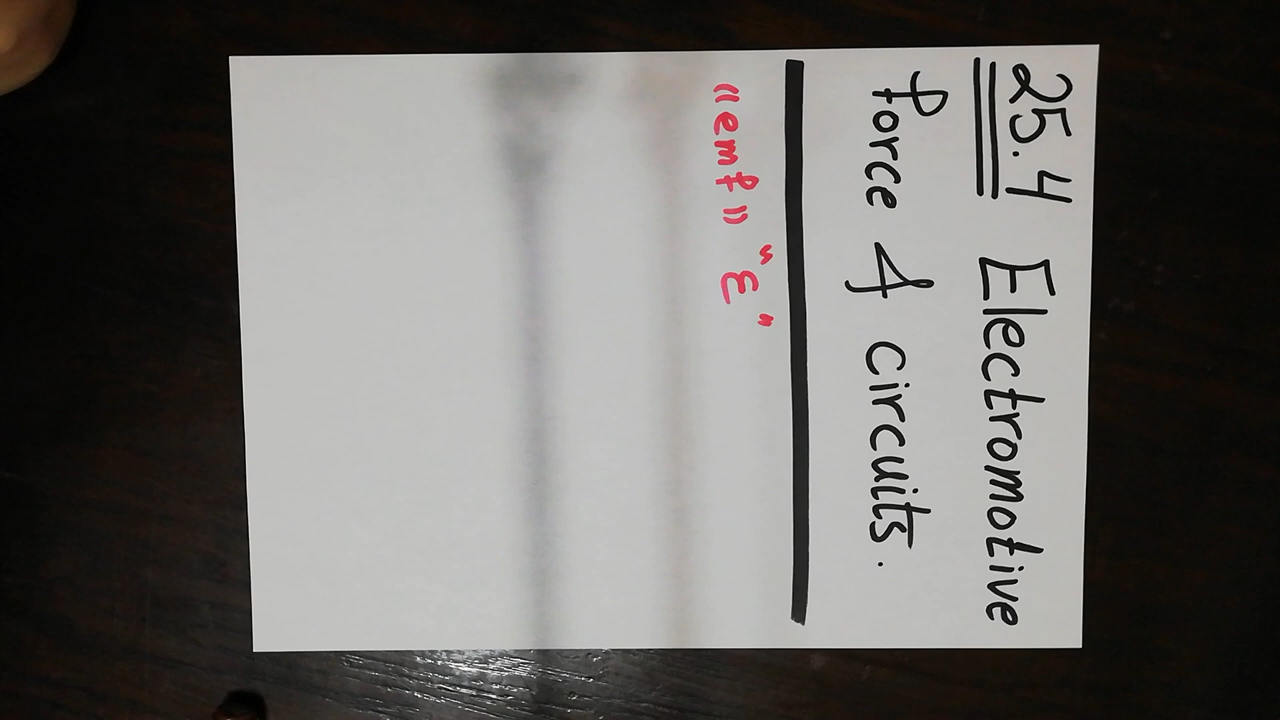 25.4 Electromotive
force & circuits.
"emf" "ε"